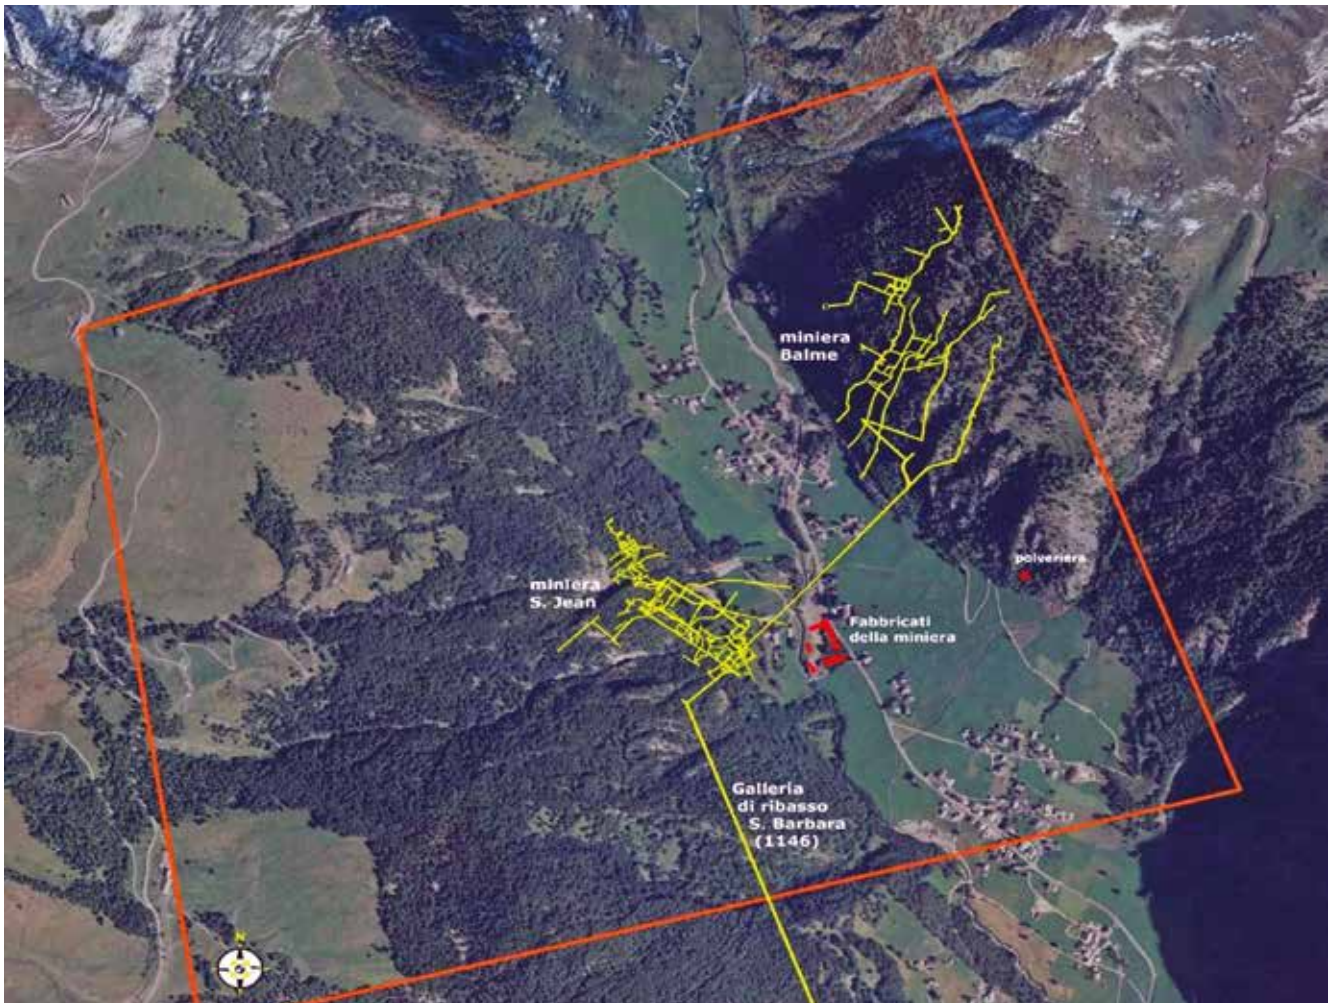 miniera
Balme
polveriera
miniera
S. Jean
Fabbricati
della miniera
Galleria
di ribasso
S. Barbara
(1146)
N